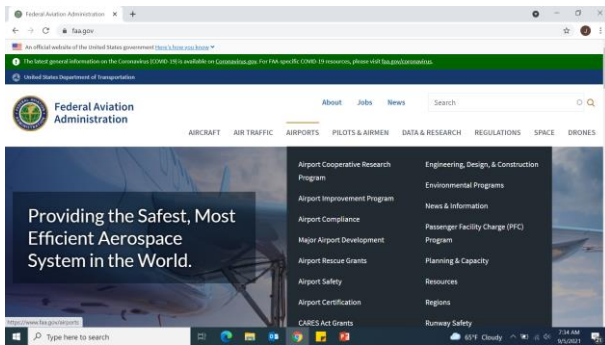 Federal Aviation Administration
faa.gov
An official website of the United States government Here's how you know
The latest general information on the Coronavirus (COVID-19) is available on Coronavirus.gov. For FAA specific COVID-19 resources, please visit faa.gov/coronavirus.
United States Department of Transportation
Federal Aviation
Administration
About Jobs News Search
AIRCRAFT AIR TRAFFIC AIRPORTS PILOTS & AIRMEN DATA & RESEARCH REGULATIONS SPACE DRONES
Providing the Safest, Most
Efficient Aerospace
System in the World.
Airport Cooperative Research
Program
Airport Improvement Program
Airport Compliance
Major Airport Development
Airport Rescue Grants
Airport Safety
Airport Certification
CARES Act Grants
Engineering, Design, & Construction
Environmental Programs
News & Information
Passenger Facility Charge (PFC)
Program
Planning & Capacity
Resources
Regions
Runway Safety
https://www.faa.gov/airports
Type here to search
65°F Cloudy
7:34 AM
9/5/2021